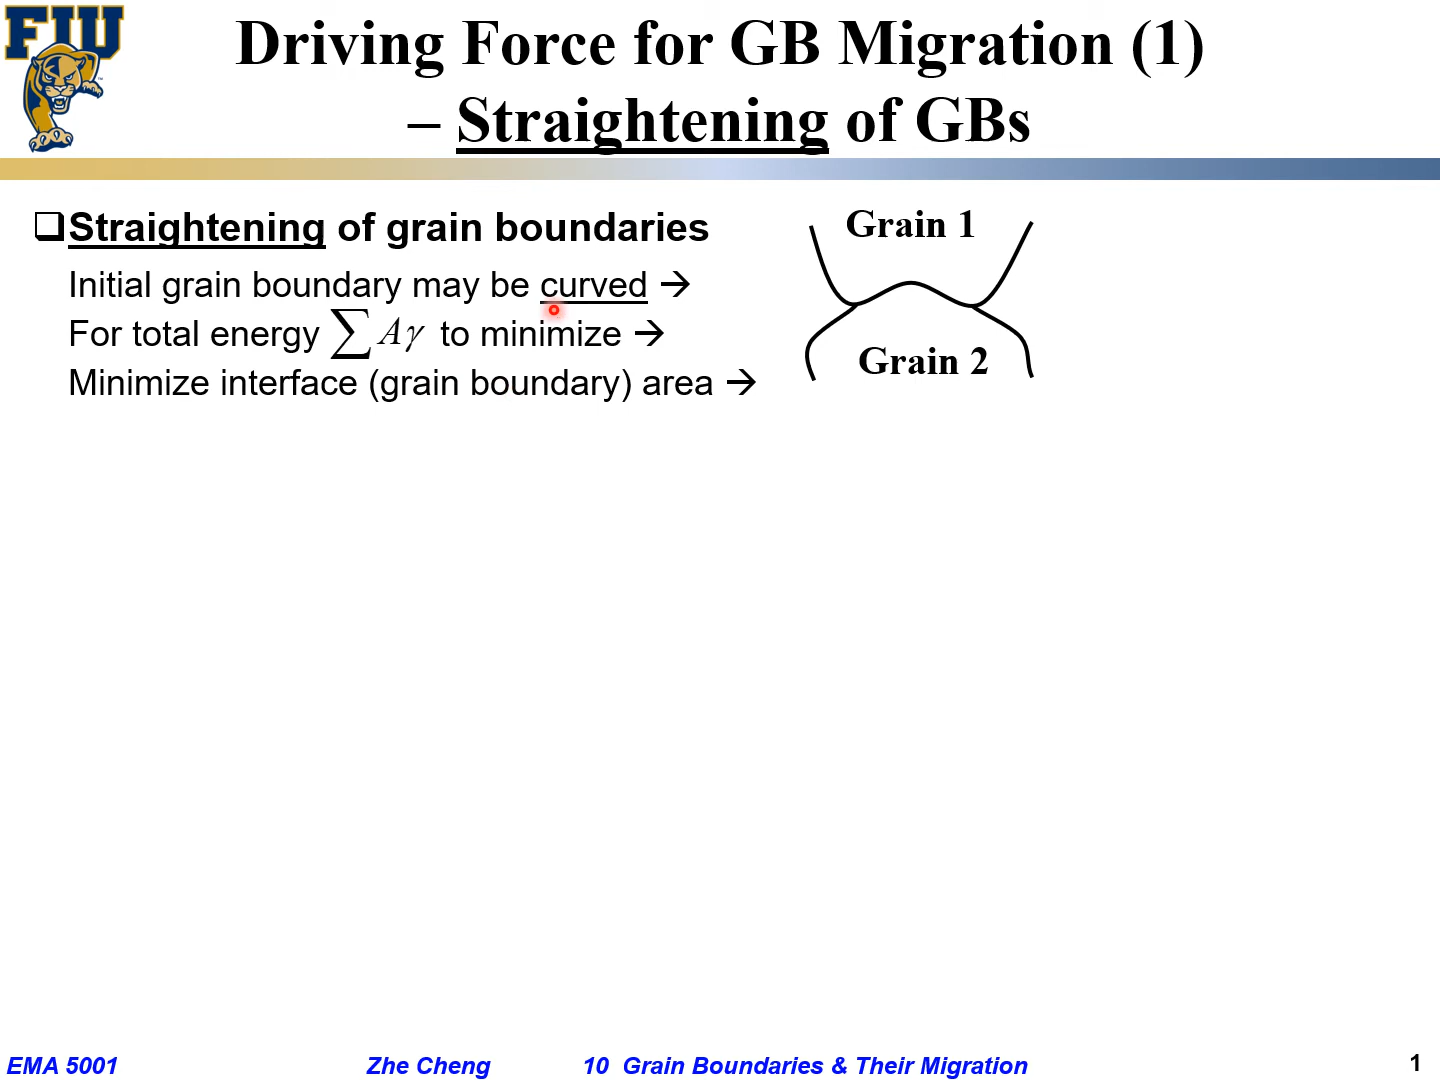 FIU
Driving Force for GB Migration (1)
– Straightening of GBs
❑Straightening of grain boundaries
Initial grain boundary may be curved →
For total energy ∑Aγ to minimize →
Minimize interface (grain boundary) area →
Grain 1
Grain 2
EMA 5001 Zhe Cheng 10 Grain Boundaries & Their Migration 1